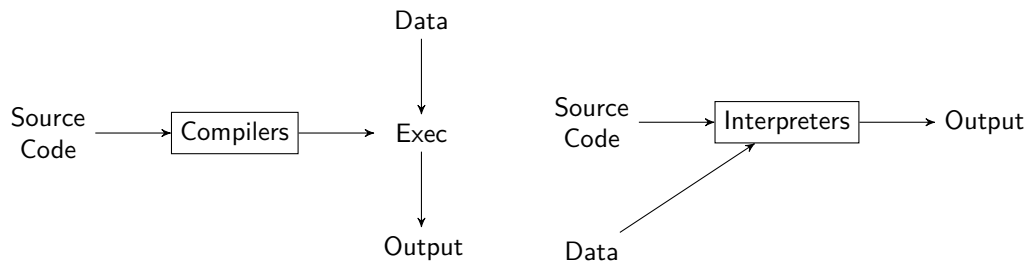 Data
Source
Code
Compilers
Exec
Output
Source
Code
Interpreters
Output
Data